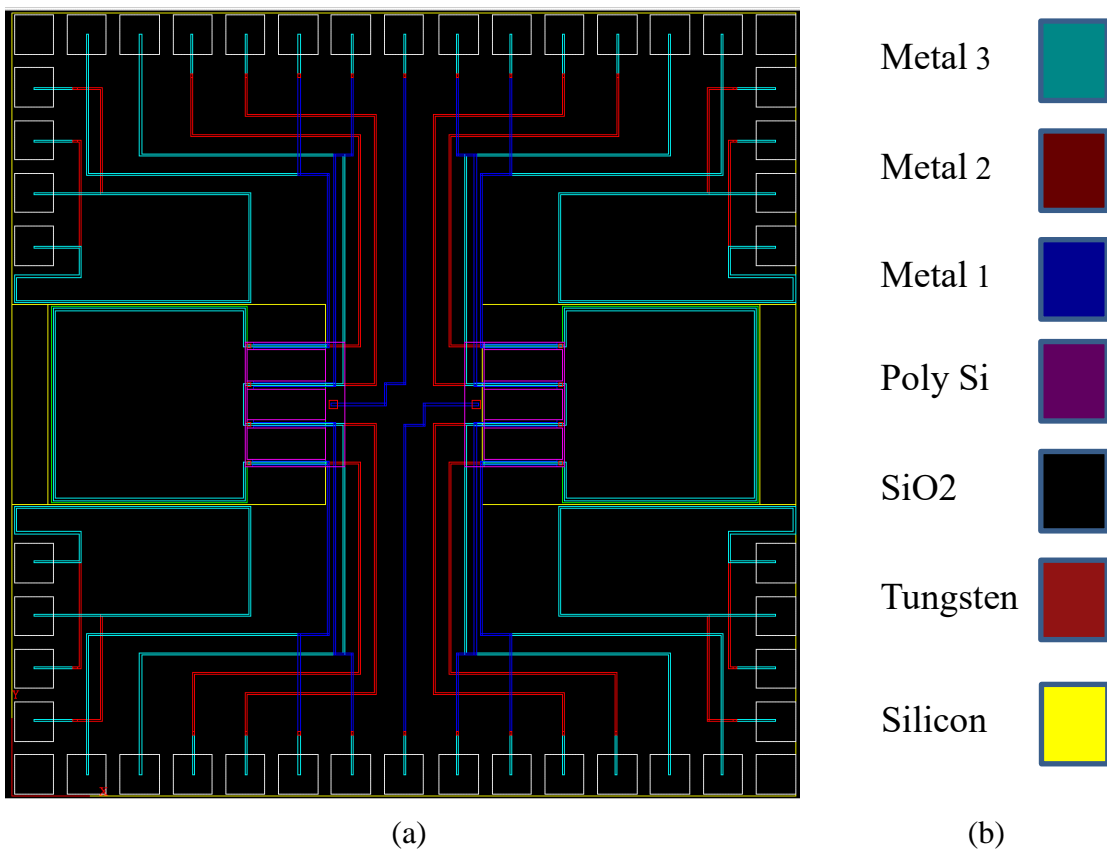 Metal 3
Metal 2
Metal 1
Poly Si
SiO2
Tungsten
Silicon
Y
X
(a)
(b)